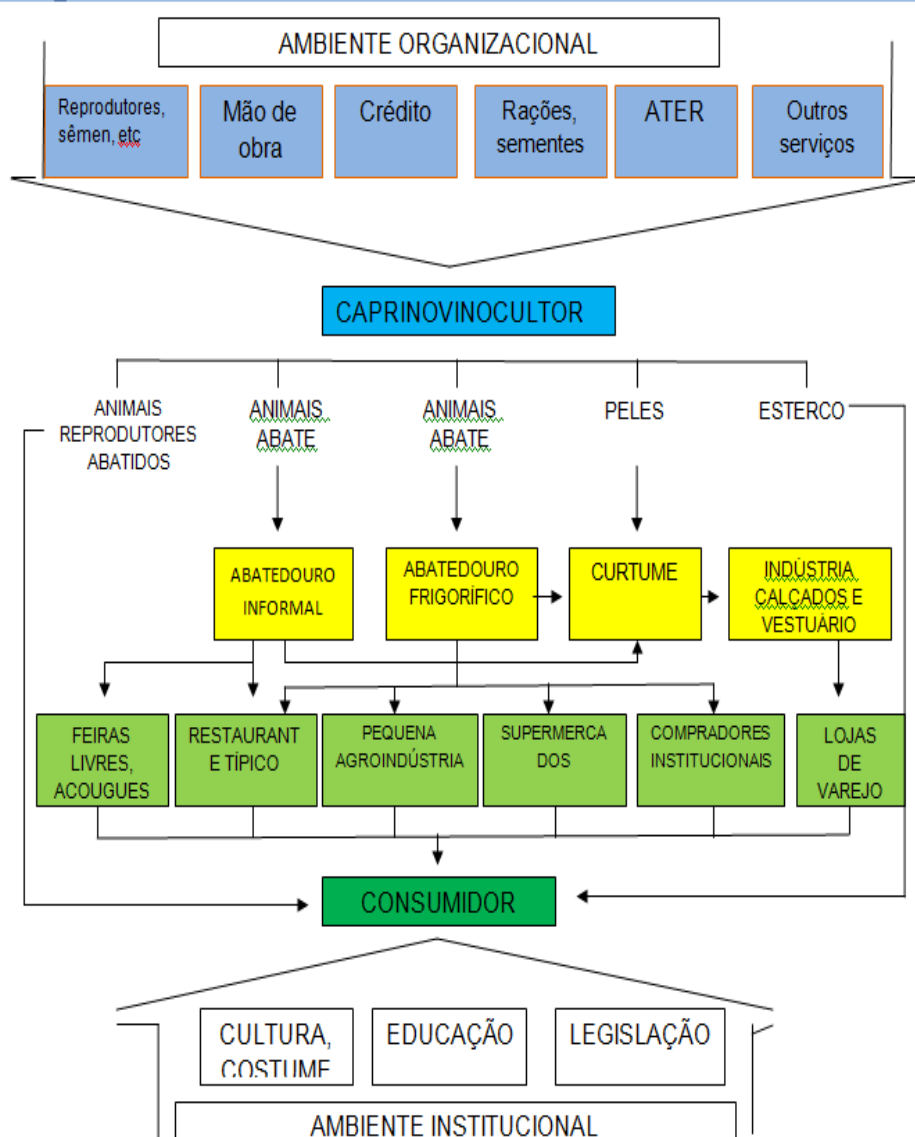 AMBIENTE ORGANIZACIONAL
Reprodutores,
sêmen, etc
Mão de
obra
Crédito
Rações,
sementes
ATER
Outros
serviços
CAPRINOVINOCULTOR
ANIMAIS
REPRODUTORES
ABATIDOS
ANIMAIS
ABATE
ANIMAIS
ABATE
PELES
ESTERCO
ABATEDOURO
INFORMAL
ABATEDOURO
FRIGORÍFICO
CURTUME
INDÚSTRIA
CALÇADOS E
VESTUÁRIO
FEIRAS
LIVRES,
ACOUGUES
RESTAURANT
E TÍPICO
PEQUENA
AGROINDÚSTRIA
SUPERMERCA
DOS
COMPRADORES
INSTITUCIONAIS
LOJAS
DE
VAREJO
CONSUMIDOR
CULTURA,
COSTUME
EDUCAÇÃO
LEGISLAÇÃO
AMBIENTE INSTITUCIONAL